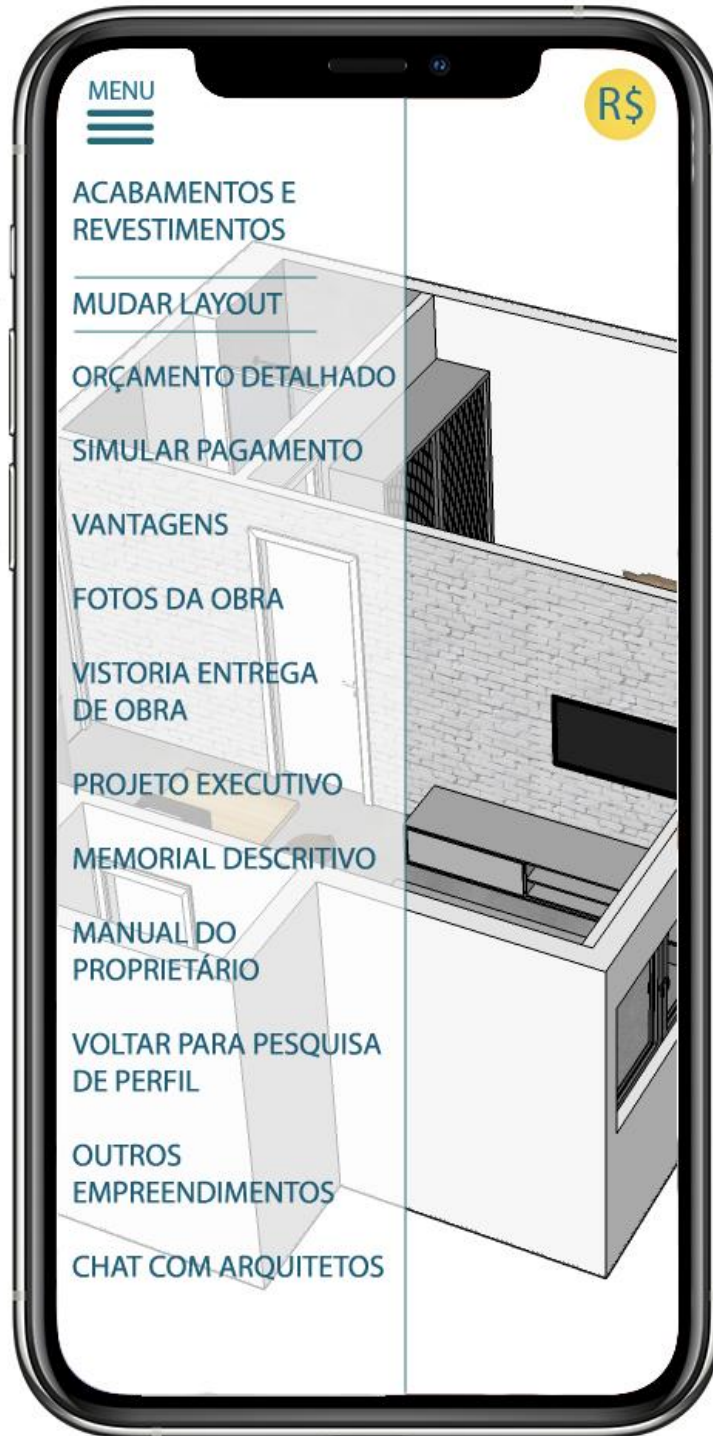 MENU
R$
ACABAMENTOS E
REVESTIMENTOS
MUDAR LAYOUT
ORÇAMENTO DETALHADO
SIMULAR PAGAMENTO
VANTAGENS
FOTOS DA OBRA
VISTORIA ENTREGA
DE OBRA
PROJETO EXECUTIVO
MEMORIAL DESCRITIVO
MANUAL DO
PROPRIETÁRIO
VOLTAR PARA PESQUISA
DE PERFIL
OUTROS
EMPREENDIMENTOS
CHAT COM ARQUITETOS